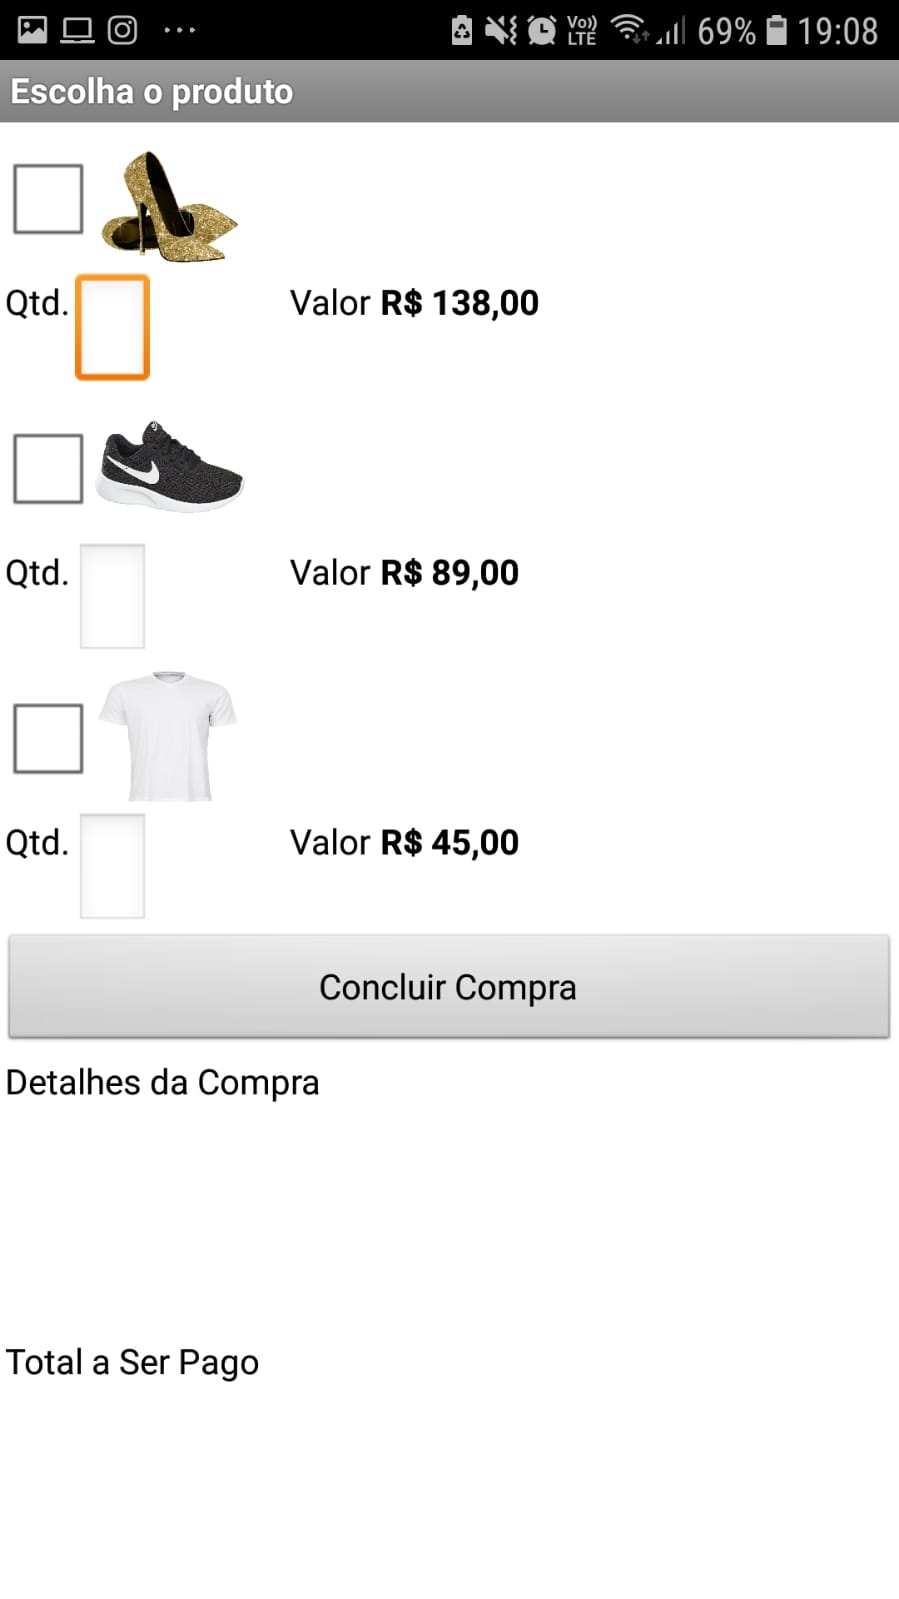 69% 19:08
Vo)) LTE
Escolha o produto
Qtd. Valor R$ 138,00
Qtd. Valor R$ 89,00
Qtd. Valor R$ 45,00
Concluir Compra
Detalhes da Compra
Total a Ser Pago